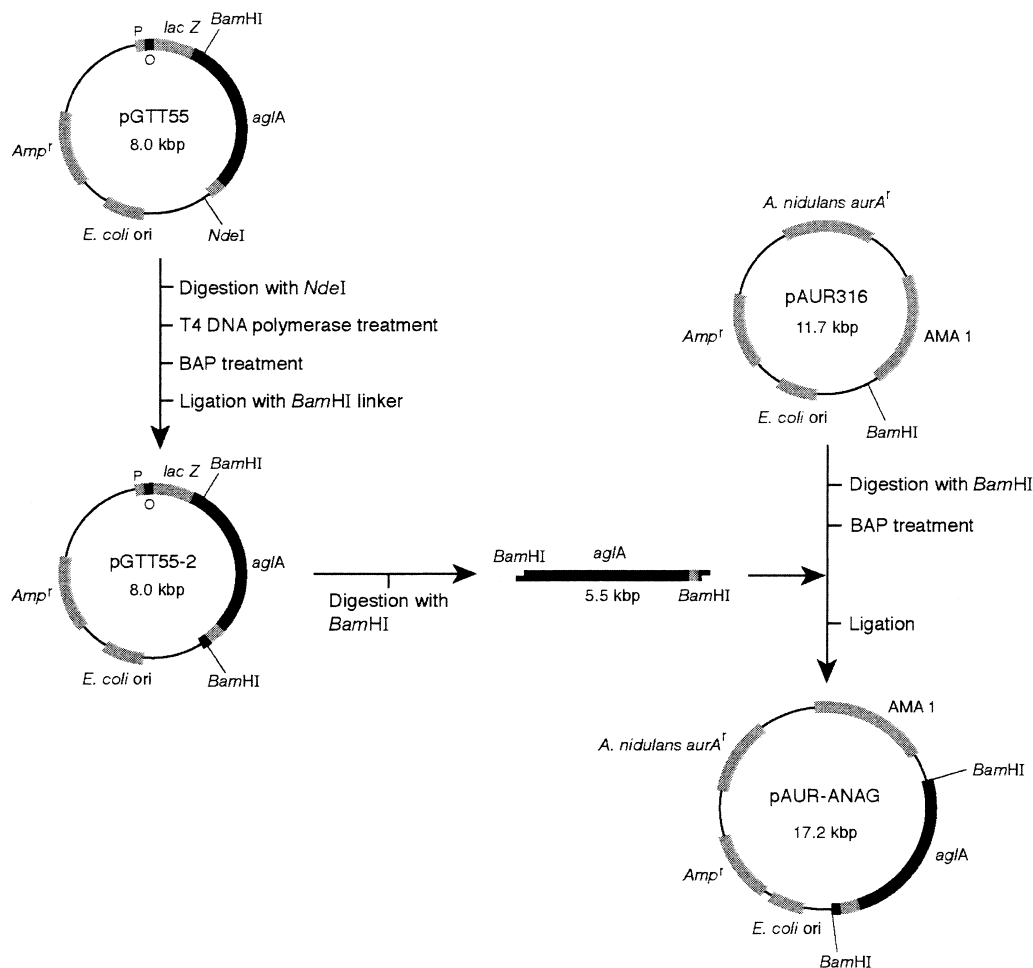 P
lac Z
BamHI
O
pGTT55
8.0 kbp
aglA
Ampʳ
E. coli ori
NdeI
Digestion with NdeI
T4 DNA polymerase treatment
BAP treatment
Ligation with BamHI linker
P
lac Z
BamHI
O
pGTT55-2
8.0 kbp
aglA
Ampʳ
E. coli ori
BamHI
Digestion with
BamHI
BamHI
aglA
5.5 kbp
BamHI
A. nidulans aurAʳ
pAUR316
11.7 kbp
Ampʳ
AMA 1
E. coli ori
BamHI
Digestion with BamHI
BAP treatment
Ligation
AMA 1
A. nidulans aurAʳ
BamHI
pAUR-ANAG
17.2 kbp
aglA
Ampʳ
E. coli ori
BamHI